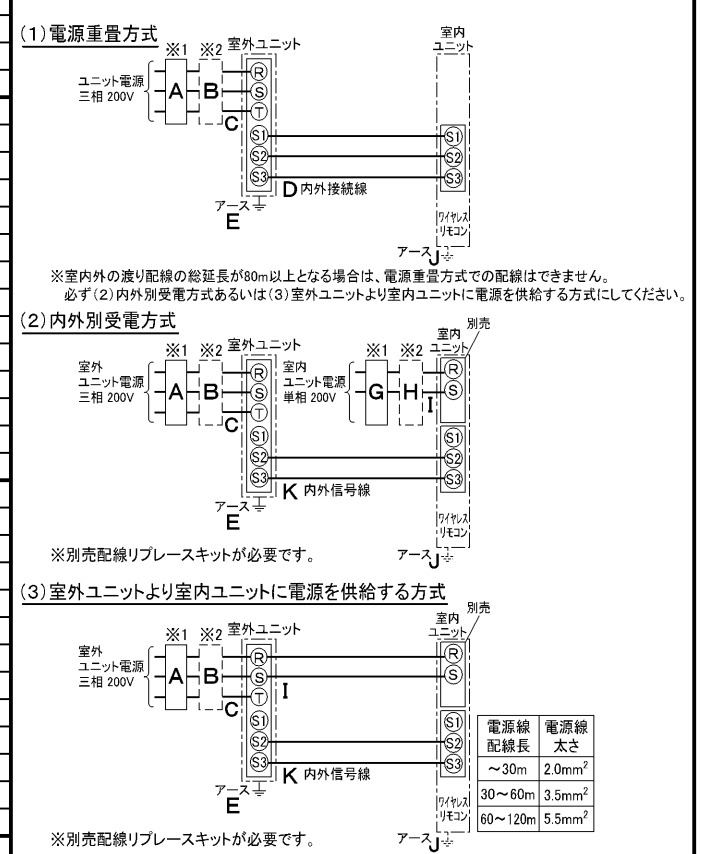 (1)電源重畳方式
※1 ※2 室外ユニット
室内
ユニット
ユニット電源
三相 200V
A B
C
R
S
T
S1
S2
S3
S1
S2
S3
D 内外接続線
アース
E
ワイヤレス
リモコン
アース J
※室内外の渡り配線の総延長が80m以上となる場合は、電源重畳方式での配線はできません。
必ず(2)内外別受電方式あるいは(3)室外ユニットより室内ユニットに電源を供給する方式にしてください。
(2)内外別受電方式
※1 ※2 室外ユニット
※1 ※2 室内
ユニット
別売
室外
ユニット電源
三相 200V
A B
C
R
S
T
S1
S2
S3
室内
ユニット電源
単相 200V
G H
I
R
S
S1
S2
S3
K 内外信号線
アース
E
ワイヤレス
リモコン
※別売配線リプレースキットが必要です。
アース J
(3)室外ユニットより室内ユニットに電源を供給する方式
※1 ※2 室外ユニット
室内
ユニット
別売
室外
ユニット電源
三相 200V
A B
C
R
S
T
S1
S2
S3
I
R
S
S1
S2
S3
K 内外信号線
アース
E
ワイヤレス
リモコン
※別売配線リプレースキットが必要です。
アース J
電源線
配線長
電源線
太さ
～30m 2.0mm²
30～60m 3.5mm²
60～120m 5.5mm²